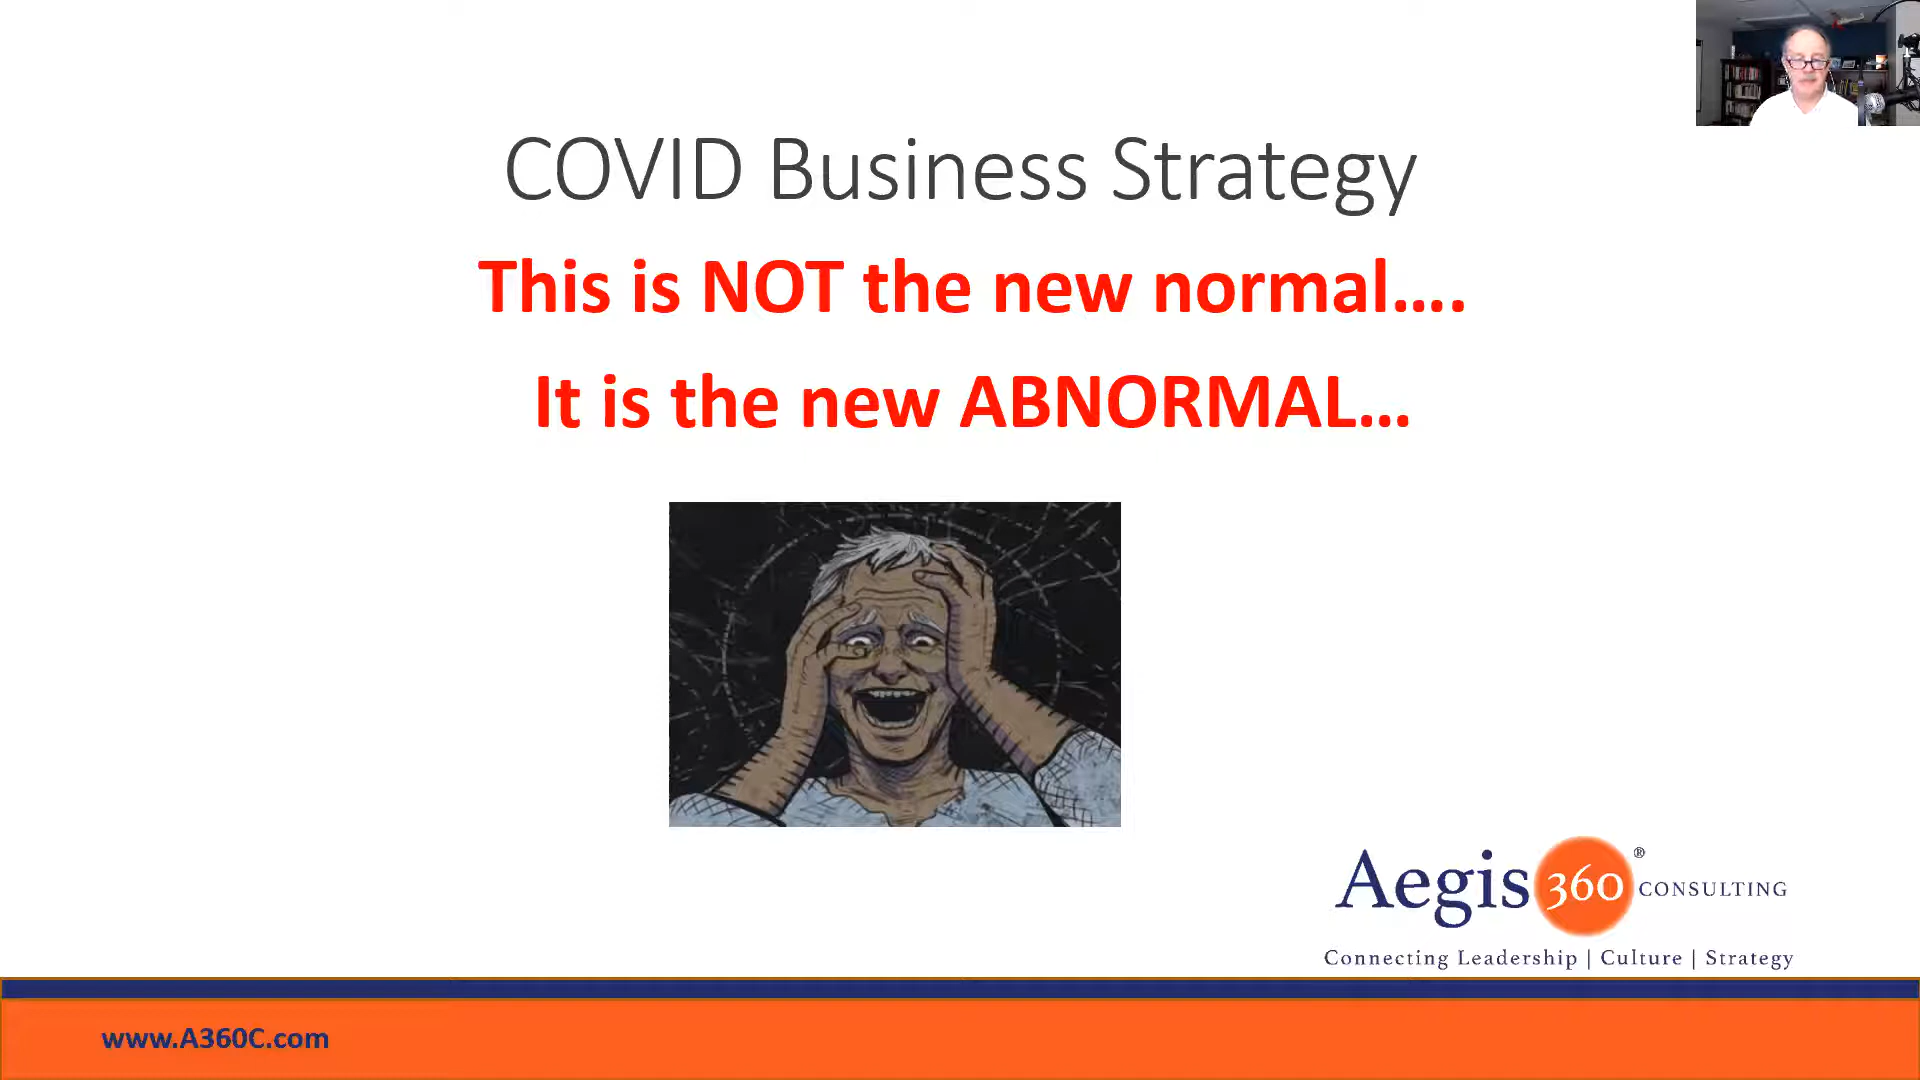 COVID Business Strategy
This is NOT the new normal....
It is the new ABNORMAL...
Aegis 360 ® CONSULTING
Connecting Leadership | Culture | Strategy
www.A360C.com